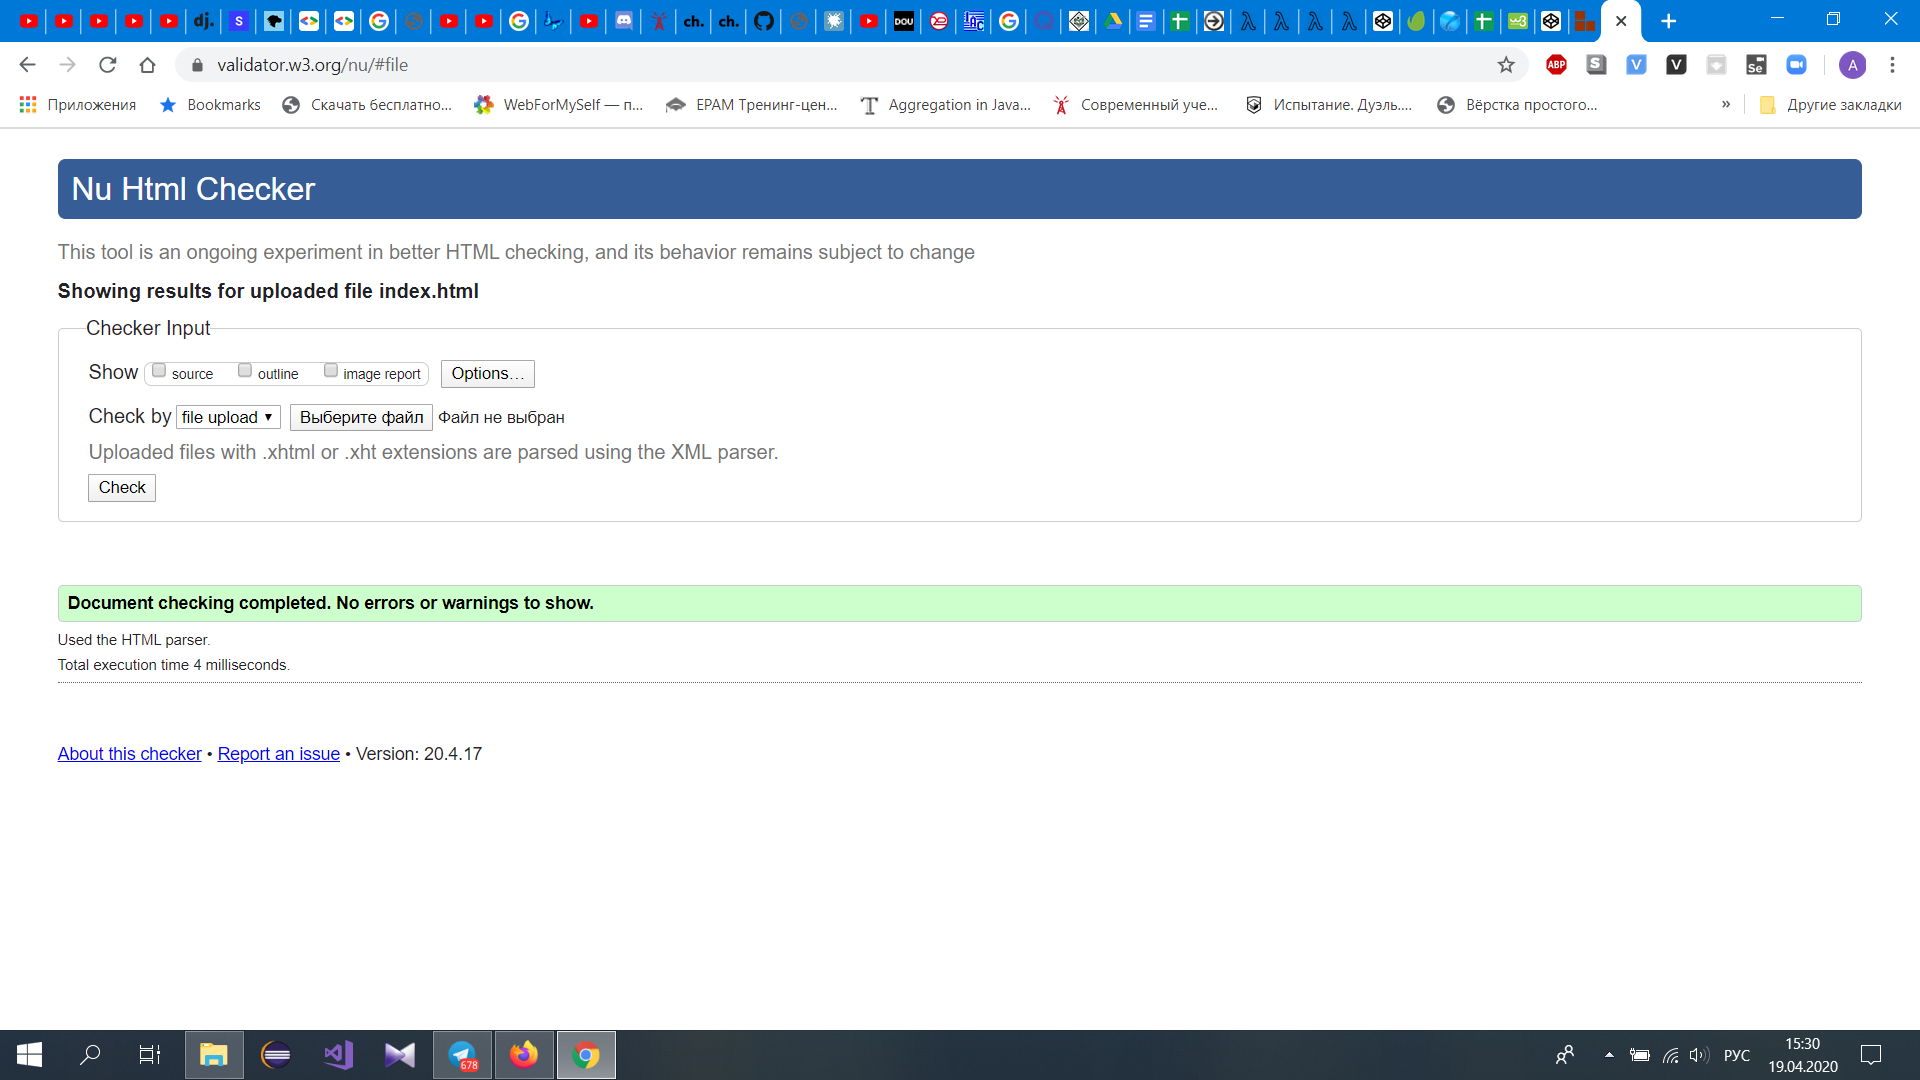 dj.
S
ch.
ch.
DOU
w3
validator.w3.org/nu/#file
ABP
S
V
V
Se
A
Приложения
Bookmarks
Скачать бесплатно...
WebForMySelf — п...
EPAM Тренинг-цен...
Aggregation in Java...
Современный уче...
Испытание. Дуэль....
Вёрстка простого...
»
Другие закладки
Nu Html Checker
This tool is an ongoing experiment in better HTML checking, and its behavior remains subject to change
Showing results for uploaded file index.html
Checker Input
Show source outline image report Options...
Check by file upload Выберите файл Файл не выбран
Uploaded files with .xhtml or .xht extensions are parsed using the XML parser.
Check
Document checking completed. No errors or warnings to show.
Used the HTML parser.
Total execution time 4 milliseconds.
About this checker • Report an issue • Version: 20.4.17
678
РУС
15:30
19.04.2020